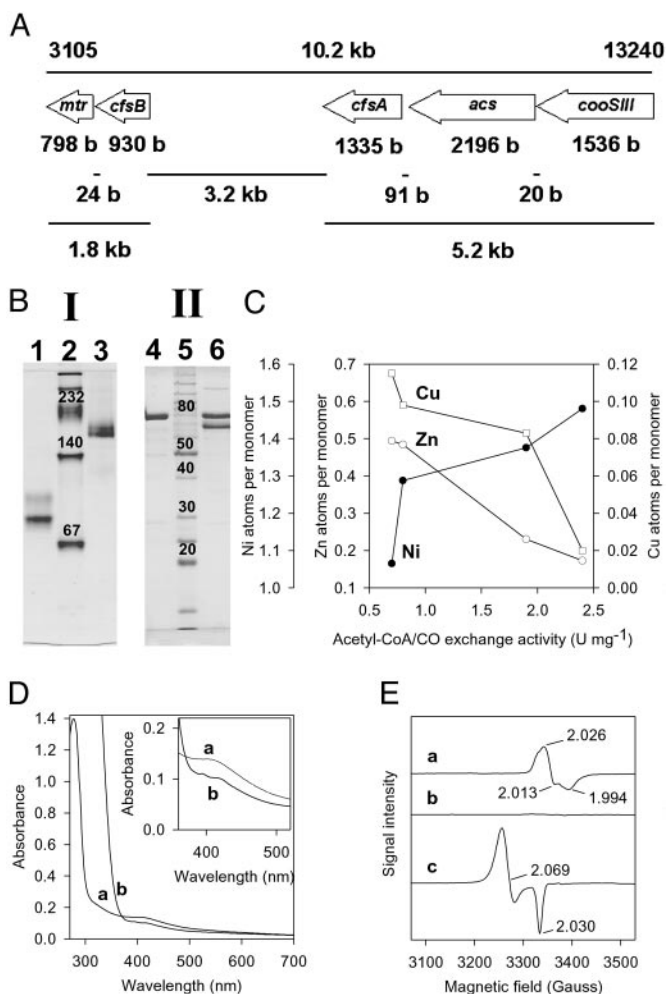 A
3105 10.2 kb 13240
mtr cfsB cfsA acs cooSIII
798 b 930 b 1335 b 2196 b 1536 b
24 b 3.2 kb 91 b 20 b
1.8 kb 5.2 kb
B I II
1 2 3 4 5 6
232
140
67
80
50
40
30
20
C
Ni atoms per monomer
1.6
1.5
1.4
1.3
1.2
1.1
1.0
Zn atoms per monomer
0.7
0.6
0.5
0.4
0.3
0.2
0.1
Cu
Zn
Ni
0.12
0.10
0.08
0.06
0.04
0.02
0.00
Cu atoms per monomer
0.5 1.0 1.5 2.0 2.5
Acetyl-CoA/CO exchange activity (U mg⁻¹)
D
Absorbance
1.4
1.2
1.0
0.8
0.6
0.4
0.2
0.0
a b
300 400 500 600 700
Wavelength (nm)
Absorbance
0.2
0.1
0.0
a
b
400 500
Wavelength (nm)
E
Signal intensity
a
2.026
2.013 1.994
b
c
2.069
2.030
3100 3200 3300 3400 3500
Magnetic field (Gauss)